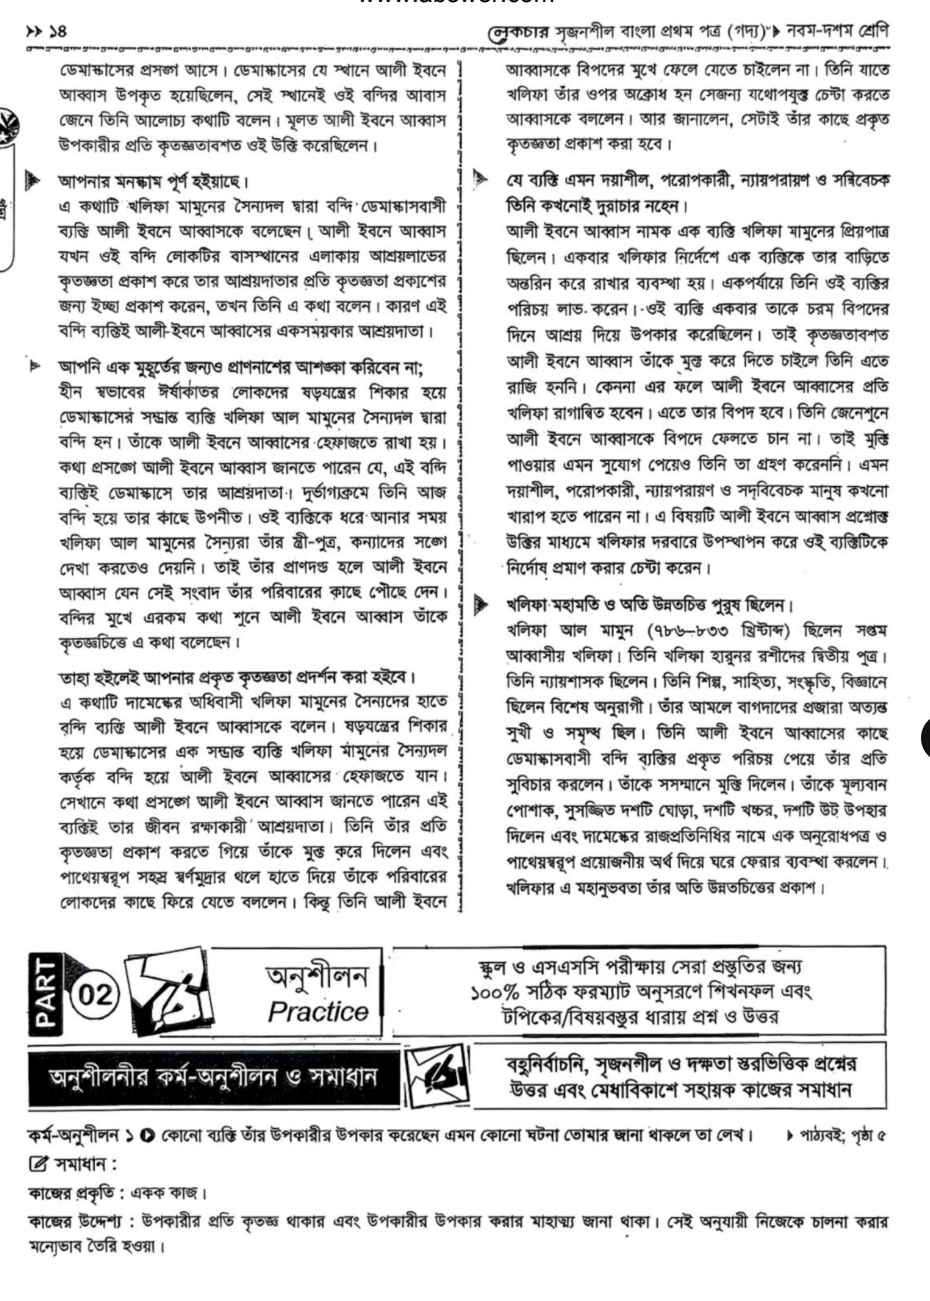 >> ১৪
লেকচার সৃজনশীল বাংলা প্রথম পত্র (গদ্য) ▶ নবম-দশম শ্রেণি
ডেমাস্কাসের প্রসঙ্গ আসে। ডেমাস্কাসের যে স্থানে আলী ইবনে
আব্বাস উপকৃত হয়েছিলেন, সেই স্থানেই ওই বন্দির আবাস
জেনে তিনি আলোচ্য কথাটি বলেন। মূলত আলী ইবনে আব্বাস
উপকারীর প্রতি কৃতজ্ঞতাবশত ওই উক্তি করেছিলেন।
আপনার মনস্কাম পূর্ণ হইয়াছে।
এ কথাটি খলিফা মামুনের সৈন্যদল দ্বারা বন্দি ডেমাস্কাসবাসী
ব্যক্তি আলী ইবনে আব্বাসকে বলেছেন। আলী ইবনে আব্বাস
যখন ওই বন্দি লোকটির বাসস্থানের এলাকায় আশ্রয়লাভের
কৃতজ্ঞতা প্রকাশ করে তার আশ্রয়দাতার প্রতি কৃতজ্ঞতা প্রকাশের
জন্য ইচ্ছা প্রকাশ করেন, তখন তিনি এ কথা বলেন। কারণ এই
বন্দি ব্যক্তিই আলী-ইবনে আব্বাসের একসময়কার আশ্রয়দাতা।
আপনি এক মুহূর্তের জন্যও প্রাণনাশের আশঙ্কা করিবেন না;
হীন স্বভাবের ঈর্ষাকাতর লোকদের ষড়যন্ত্রের শিকার হয়ে
ডেমাস্কাসের সম্ভ্রান্ত ব্যক্তি খলিফা আল মামুনের সৈন্যদল দ্বারা
বন্দি হন। তাঁকে আলী ইবনে আব্বাসের হেফাজতে রাখা হয়।
কথা প্রসঙ্গে আলী ইবনে আব্বাস জানতে পারেন যে, এই বন্দি
ব্যক্তিই ডেমাস্কাসে তার আশ্রয়দাতা। দুর্ভাগ্যক্রমে তিনি আজ
বন্দি হয়ে তার কাছে উপনীত। ওই ব্যক্তিকে ধরে আনার সময়
খলিফা আল মামুনের সৈন্যরা তাঁর স্ত্রী-পুত্র, কন্যাদের সঙ্গে
দেখা করতেও দেয়নি। তাই তাঁর প্রাণদন্ড হলে আলী ইবনে
আব্বাস যেন সেই সংবাদ তাঁর পরিবারের কাছে পৌছে দেন।
বন্দির মুখে এরকম কথা শুনে আলী ইবনে আব্বাস তাঁকে
কৃতজ্ঞচিত্তে এ কথা বলেছেন।
তাহা হইলেই আপনার প্রকৃত কৃতজ্ঞতা প্রদর্শন করা হইবে।
এ কথাটি দামেস্কের অধিবাসী খলিফা মামুনের সৈন্যদের হাতে
বন্দি ব্যক্তি আলী ইবনে আব্বাসকে বলেন। ষড়যন্ত্রের শিকার
হয়ে ডেমাস্কাসের এক সম্ভ্রান্ত ব্যক্তি খলিফা মামুনের সৈন্যদল
কর্তৃক বন্দি হয়ে আলী ইবনে আব্বাসের হেফাজতে যান।
সেখানে কথা প্রসঙ্গে আলী ইবনে আব্বাস জানতে পারেন এই
ব্যক্তিই তার জীবন রক্ষাকারী আশ্রয়দাতা। তিনি তাঁর প্রতি
কৃতজ্ঞতা প্রকাশ করতে গিয়ে তাঁকে মুক্ত করে দিলেন এবং
পাথেয়স্বরূপ সহস্র স্বর্ণমুদ্রার থলে হাতে দিয়ে তাঁকে পরিবারের
লোকদের কাছে ফিরে যেতে বললেন। কিন্তু তিনি আলী ইবনে
আব্বাসকে বিপদের মুখে ফেলে যেতে চাইলেন না। তিনি যাতে
খলিফা তাঁর ওপর অক্রোধ হন সেজন্য যথোপযুক্ত চেন্টা করতে
আব্বাসকে বললেন। আর জানালেন, সেটাই তাঁর কাছে প্রকৃত
কৃতজ্ঞতা প্রকাশ করা হবে।
যে ব্যক্তি এমন দয়াশীল, পরোপকারী, ন্যায়পরায়ণ ও সদ্বিবেচক
তিনি কখনোই দুরাচার নহেন।
আলী ইবনে আব্বাস নামক এক ব্যক্তি খলিফা মামুনের প্রিয়পাত্র
ছিলেন। একবার খলিফার নির্দেশে এক ব্যক্তিকে তার বাড়িতে
অন্তরিন করে রাখার ব্যবস্থা হয়। একপর্যায়ে তিনি ওই ব্যক্তির
পরিচয় লাভ করেন। ওই ব্যক্তি একবার তাকে চরম বিপদের
দিনে আশ্রয় দিয়ে উপকার করেছিলেন। তাই কৃতজ্ঞতাবশত
আলী ইবনে আব্বাস তাঁকে মুক্ত করে দিতে চাইলে তিনি এতে
রাজি হননি। কেননা এর ফলে আলী ইবনে আব্বাসের প্রতি
খলিফা রাগান্বিত হবেন। এতে তার বিপদ হবে। তিনি জেনেশুনে
আলী ইবনে আব্বাসকে বিপদে ফেলতে চান না। তাই মুক্তি
পাওয়ার এমন সুযোগ পেয়েও তিনি তা গ্রহণ করেননি। এমন
দয়াশীল, পরোপকারী, ন্যায়পরায়ণ ও সদ্‌বিবেচক মানুষ কখনো
খারাপ হতে পারেন না। এ বিষয়টি আলী ইবনে আব্বাস প্রশ্নোক্ত
উক্তির মাধ্যমে খলিফার দরবারে উপস্থাপন করে ওই ব্যক্তিটিকে
নির্দোষ প্রমাণ করার চেষ্টা করেন।
খলিফা মহামতি ও অতি উন্নতচিত্ত পুরুষ ছিলেন।
খলিফা আল মামুন (৭৮৬–৮৩৩ খ্রিস্টাব্দ) ছিলেন সপ্তম
আব্বাসীয় খলিফা। তিনি খলিফা হারুনর রশীদের দ্বিতীয় পুত্র।
তিনি ন্যায়শাসক ছিলেন। তিনি শিল্প, সাহিত্য, সংস্কৃতি, বিজ্ঞানে
ছিলেন বিশেষ অনুরাগী। তাঁর আমলে বাগদাদের প্রজারা অত্যন্ত
সুখী ও সমৃদ্ধ ছিল। তিনি আলী ইবনে আব্বাসের কাছে
ডেমাস্কাসবাসী বন্দি ব্যক্তির প্রকৃত পরিচয় পেয়ে তাঁর প্রতি
সুবিচার করলেন। তাঁকে সসম্মানে মুক্তি দিলেন। তাঁকে মূল্যবান
পোশাক, সুসজ্জিত দশটি ঘোড়া, দশটি খচ্চর, দশটি উট উপহার
দিলেন এবং দামেস্কের রাজপ্রতিনিধির নামে এক অনুরোধপত্র ও
পাথেয়স্বরূপ প্রয়োজনীয় অর্থ দিয়ে ঘরে ফেরার ব্যবস্থা করলেন।
খলিফার এ মহানুভবতা তাঁর অতি উন্নতচিত্তের প্রকাশ।
PART 02
অনুশীলন
Practice
স্কুল ও এসএসসি পরীক্ষায় সেরা প্রস্তুতির জন্য
১০০% সঠিক ফরম্যাট অনুসরণে শিখনফল এবং
টপিকের/বিষয়বস্তুর ধারায় প্রশ্ন ও উত্তর
অনুশীলনীর কর্ম-অনুশীলন ও সমাধান
বহুনির্বাচনি, সৃজনশীল ও দক্ষতা স্তরভিত্তিক প্রশ্নের
উত্তর এবং মেধাবিকাশে সহায়ক কাজের সমাধান
কর্ম-অনুশীলন ১ কোনো ব্যক্তি তাঁর উপকারীর উপকার করেছেন এমন কোনো ঘটনা তোমার জানা থাকলে তা লেখ। ▶ পাঠ্যবই; পৃষ্ঠা ৫
সমাধান :
কাজের প্রকৃতি : একক কাজ।
কাজের উদ্দেশ্য : উপকারীর প্রতি কৃতজ্ঞ থাকার এবং উপকারীর উপকার করার মাহাত্ম্য জানা থাকা। সেই অনুযায়ী নিজেকে চালনা করার
মনোভাব তৈরি হওয়া।